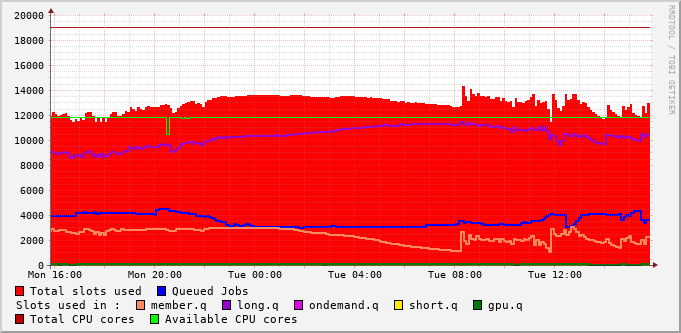 20000
18000
16000
14000
12000
10000
8000
6000
4000
2000
0
Mon 16:00 Mon 20:00 Tue 00:00 Tue 04:00 Tue 08:00 Tue 12:00
RRDTOOL / TOBI OETIKER
Total slots used Queued Jobs
Slots used in : member.q long.q ondemand.q short.q gpu.q
Total CPU cores Available CPU cores